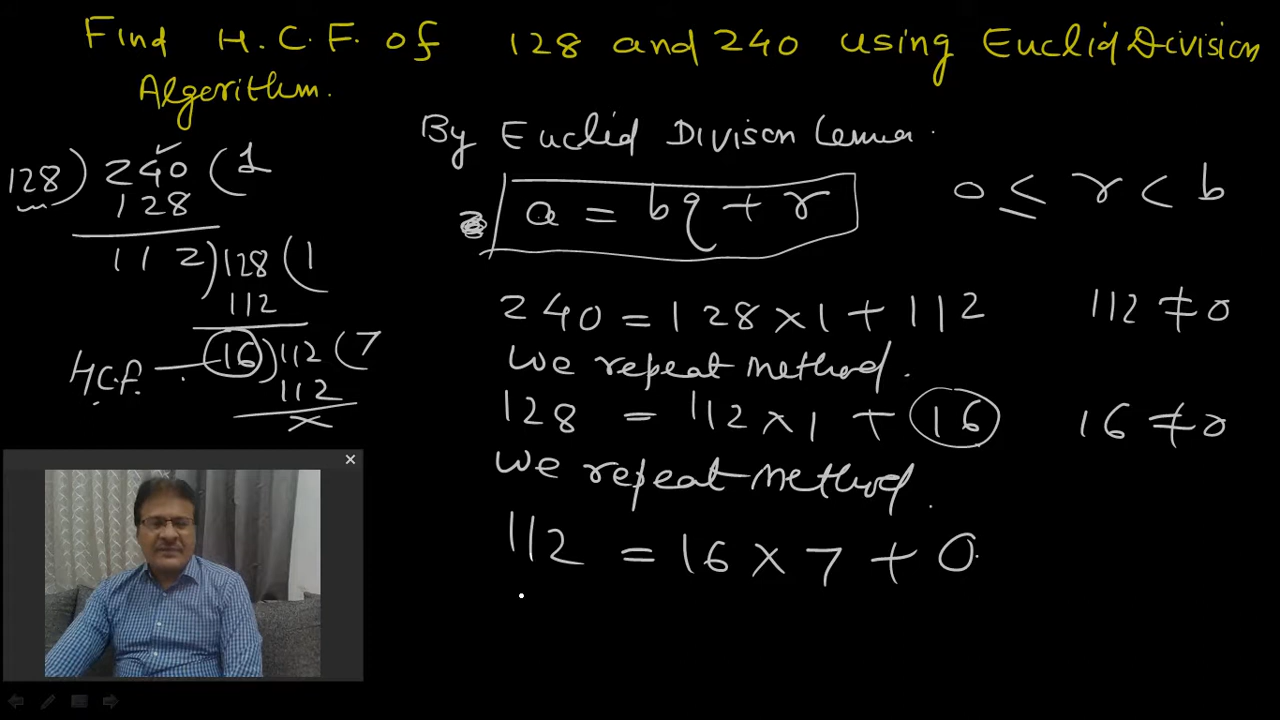 Find H.C.F. of 128 and 240 using Euclid Division
Algorithm.
128 ) 240 ( 1
128
112 ) 128 ( 1
112
H.C.F. 16 ) 112 ( 7
112
×
By Euclid Divison Lemma.
a = bq + r
0 ≤ r < b
240 = 128 × 1 + 112 112 ≠ 0
We repeat method.
128 = 112 × 1 + 16 16 ≠ 0
We repeat method.
112 = 16 × 7 + 0